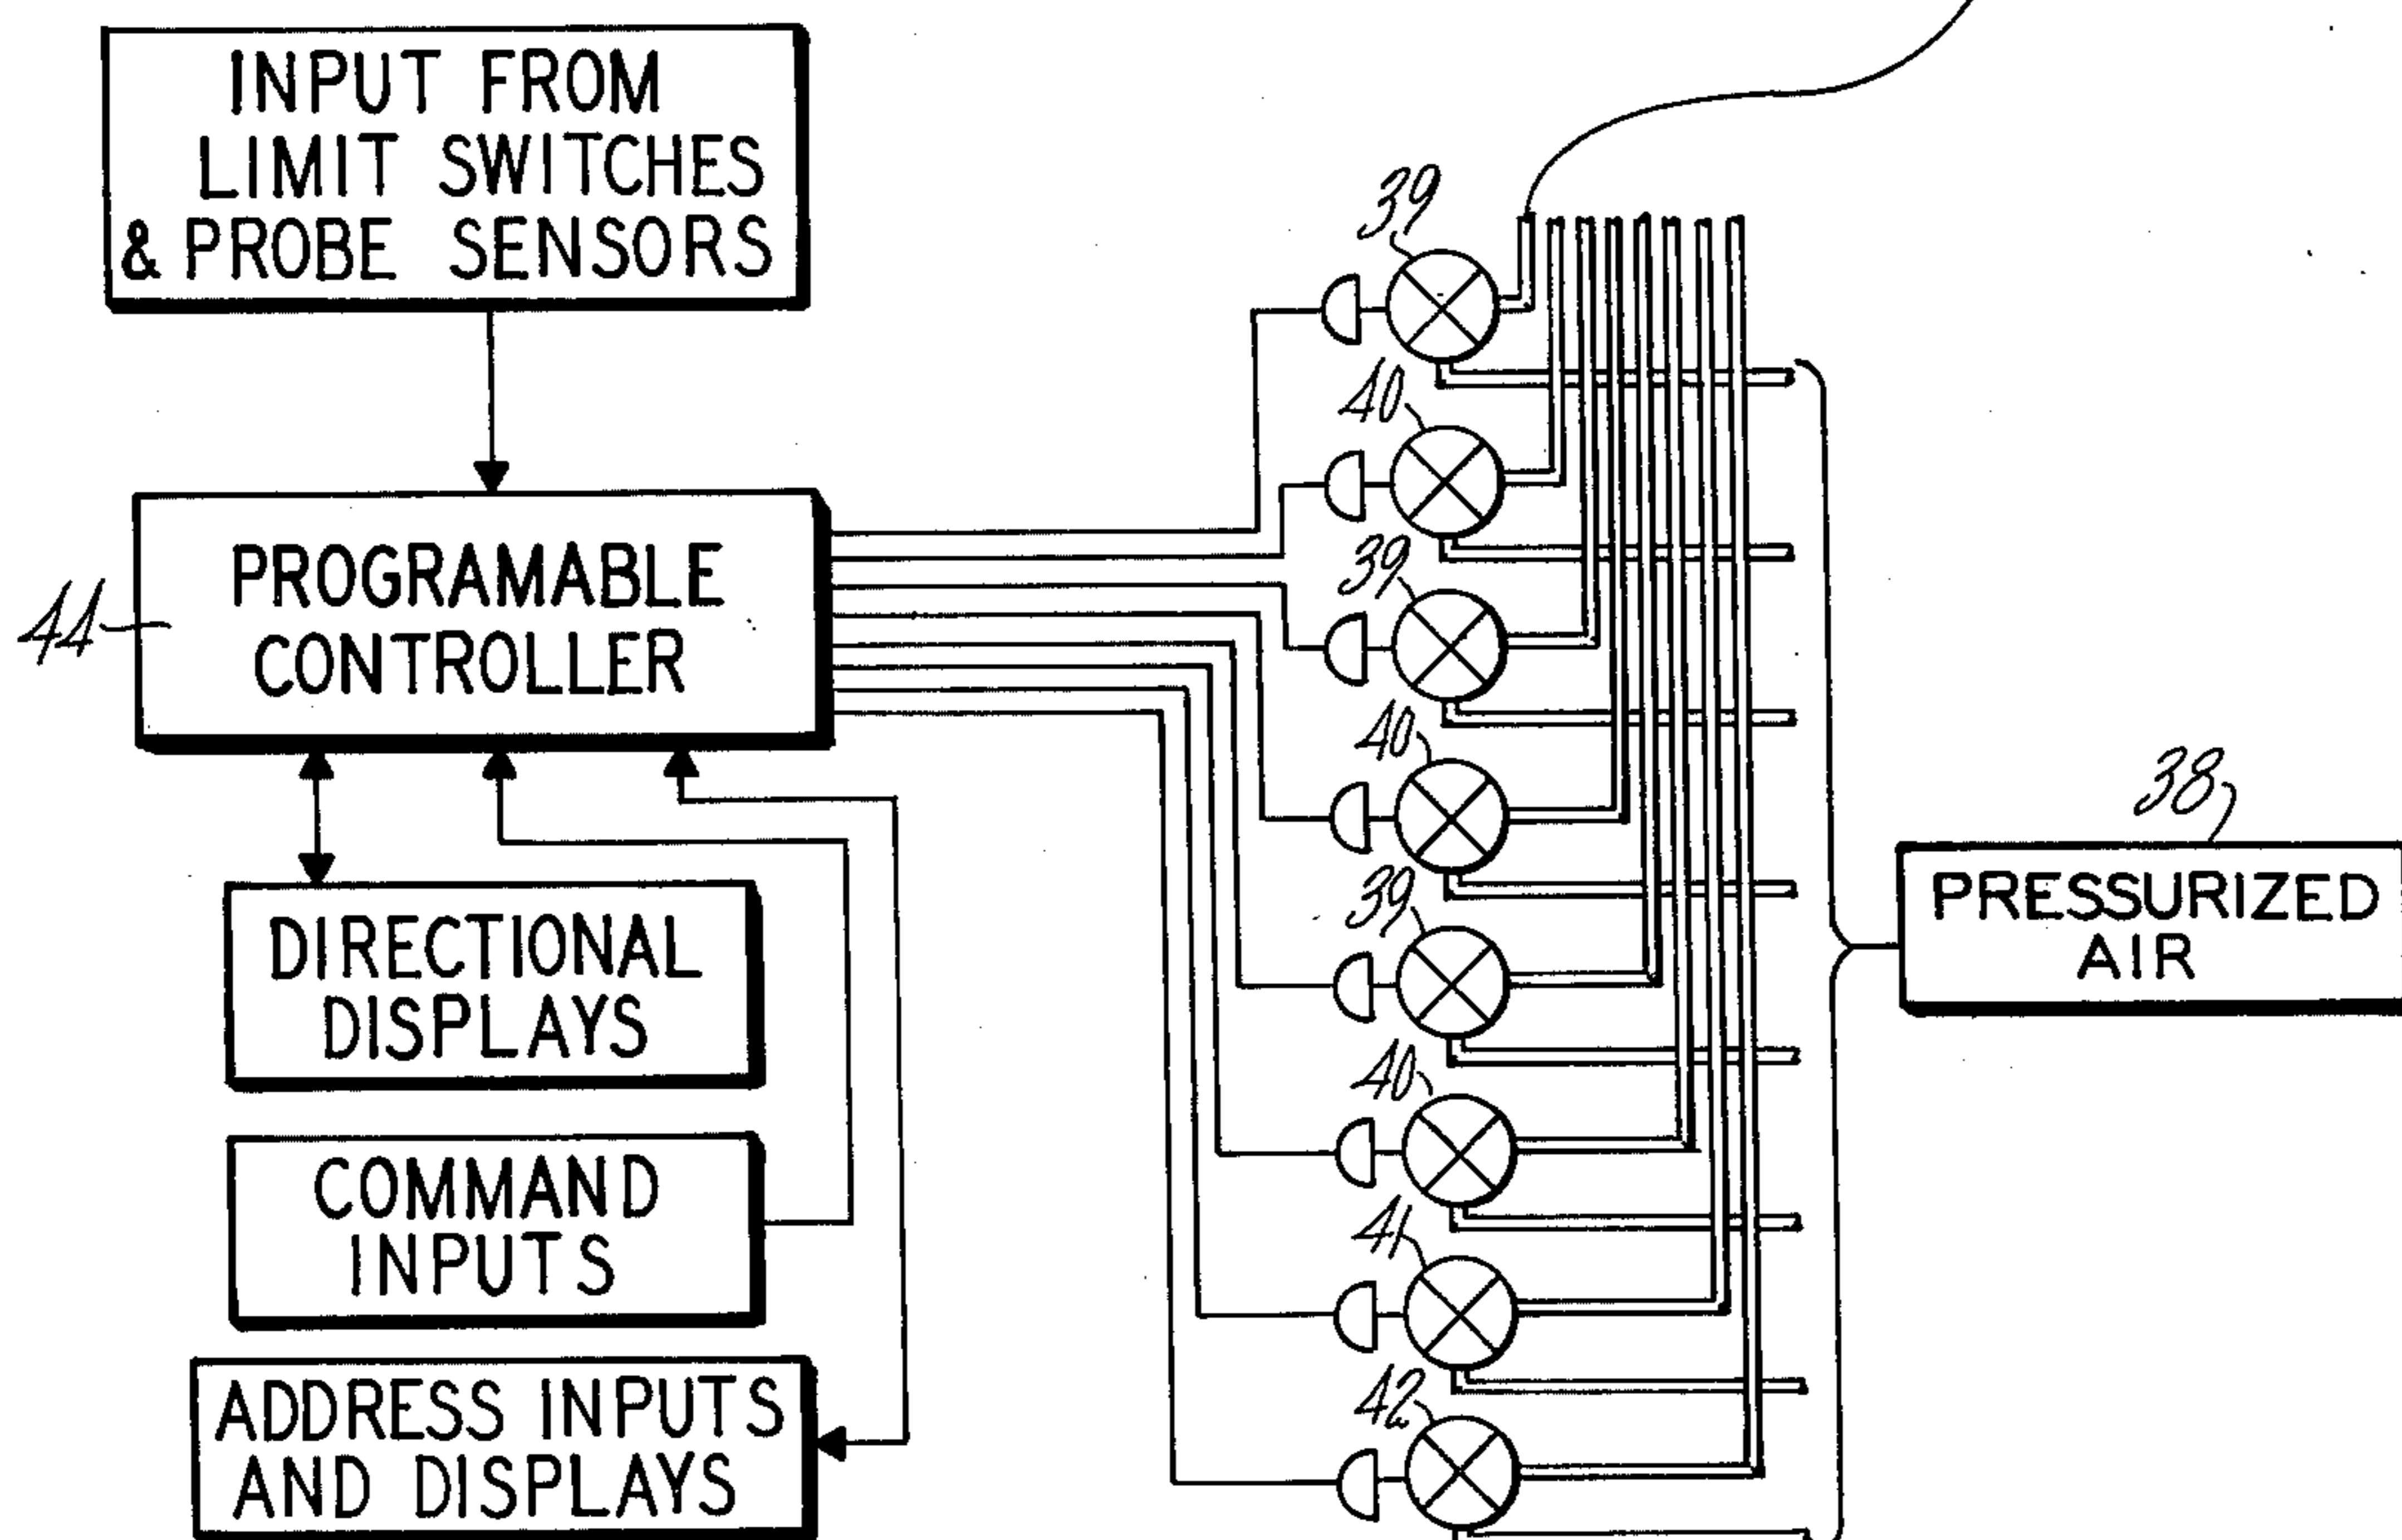 INPUT FROM
LIMIT SWITCHES
& PROBE SENSORS
44
PROGRAMABLE
CONTROLLER
DIRECTIONAL
DISPLAYS
COMMAND
INPUTS
ADDRESS INPUTS
AND DISPLAYS
39
40
39
40
39
40
41
42
38
PRESSURIZED
AIR